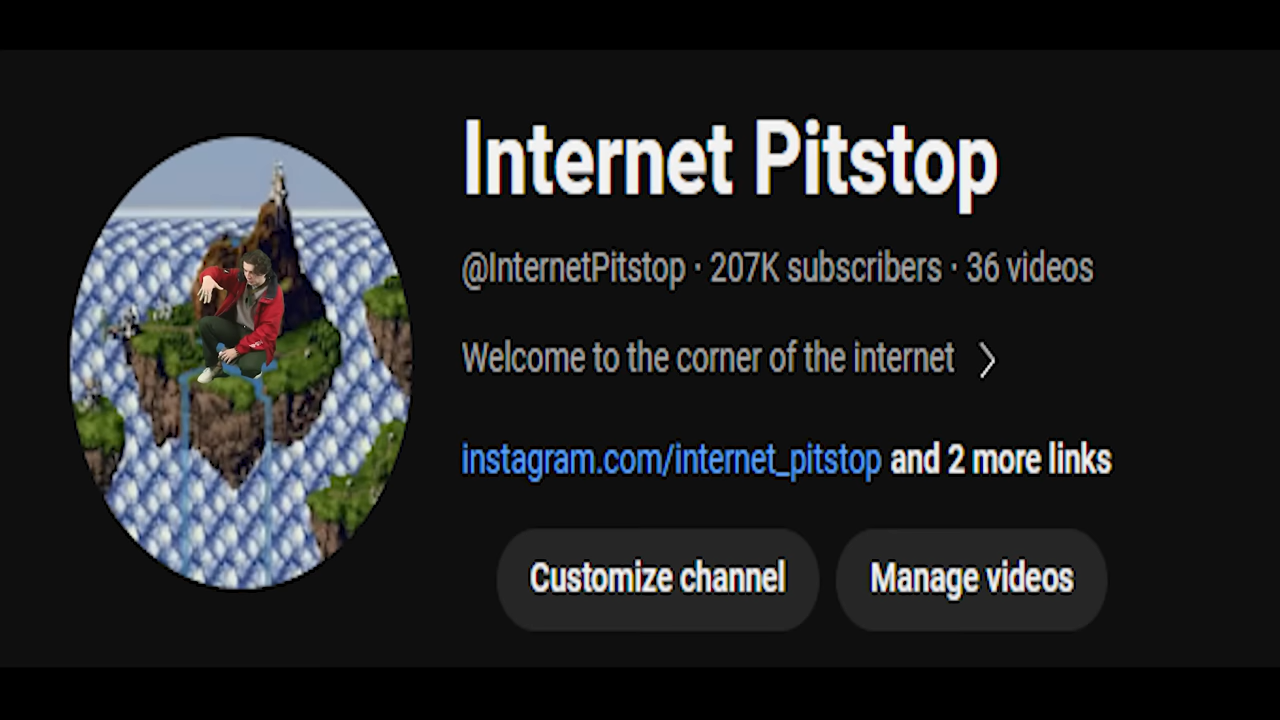 Internet Pitstop
@InternetPitstop · 207K subscribers · 36 videos
Welcome to the corner of the internet
instagram.com/internet_pitstop and 2 more links
Customize channel Manage videos